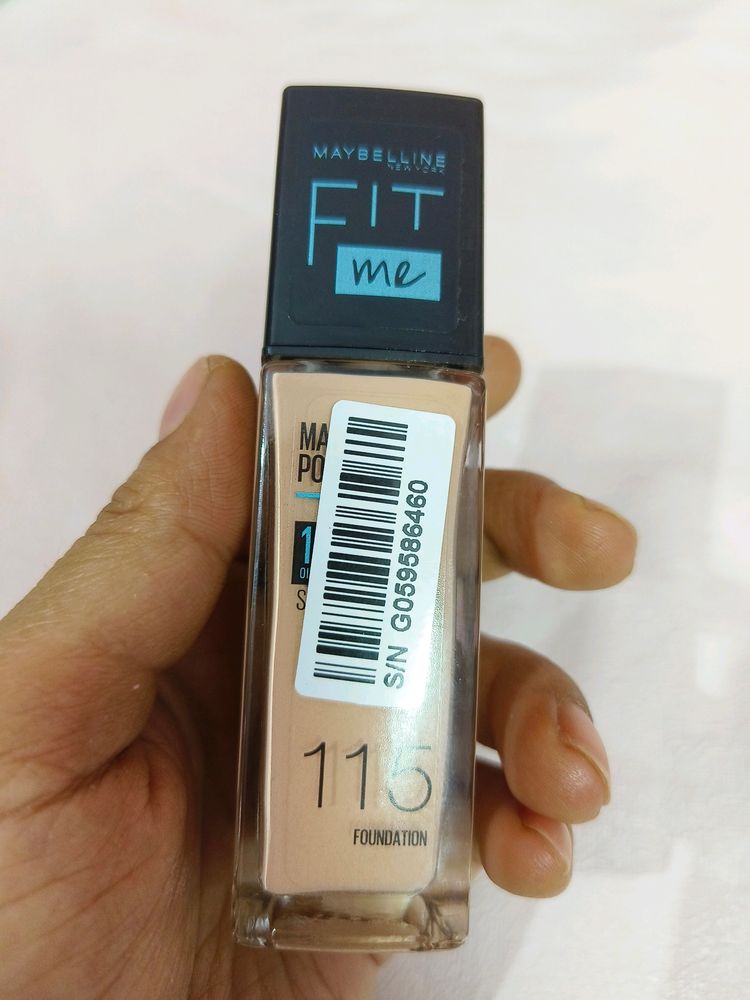 MAYBELLINE
NEW YORK
FIT
me
S/N G059586460
115
FOUNDATION